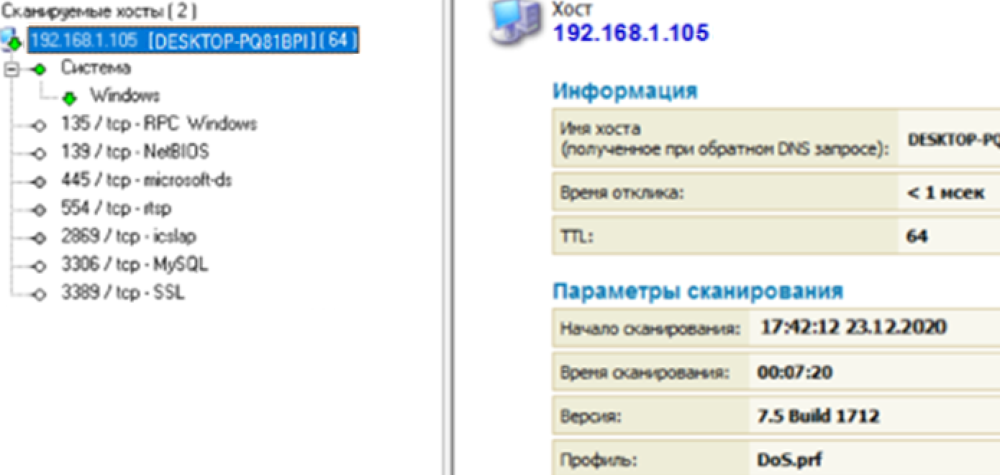 Сканируемые хосты ( 2 )
192.168.1.105 [DESKTOP-PQ81BPI] ( 64 )
Система
Windows
135 / tcp - RPC Windows
139 / tcp - NetBIOS
445 / tcp - microsoft-ds
554 / tcp - rtsp
2869 / tcp - icslap
3306 / tcp - MySQL
3389 / tcp - SSL
Хост
192.168.1.105
Информация
Имя хоста
(полученное при обратном DNS запросе): DESKTOP-PQ
Время отклика: < 1 мсек
TTL: 64
Параметры сканирования
Начало сканирования: 17:42:12 23.12.2020
Время сканирования: 00:07:20
Версия: 7.5 Build 1712
Профиль: DoS.prf